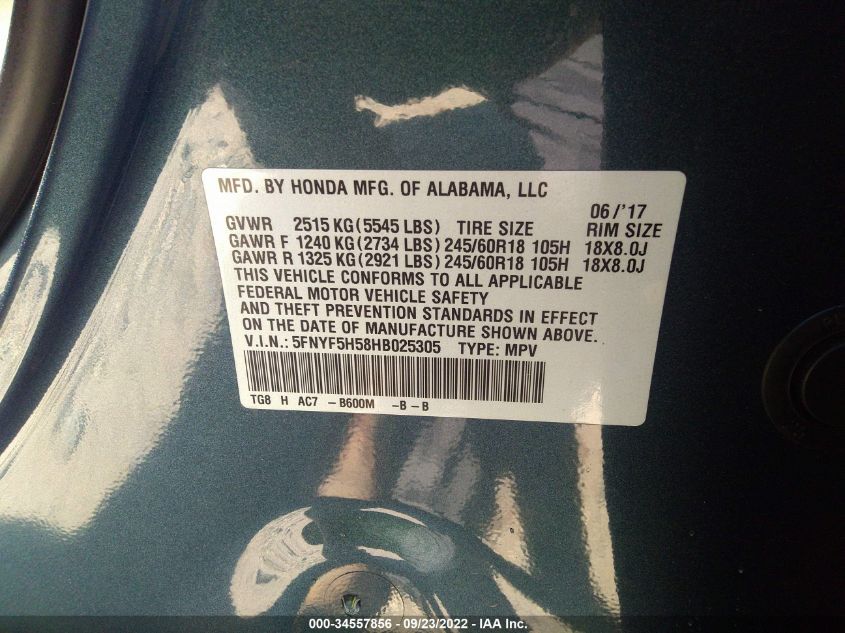 MFD. BY HONDA MFG. OF ALABAMA, LLC
06/'17
GVWR 2515 KG(5545 LBS) TIRE SIZE RIM SIZE
GAWR F 1240 KG(2734 LBS) 245/60R18 105H 18X8.0J
GAWR R 1325 KG(2921 LBS) 245/60R18 105H 18X8.0J
THIS VEHICLE CONFORMS TO ALL APPLICABLE
FEDERAL MOTOR VEHICLE SAFETY
AND THEFT PREVENTION STANDARDS IN EFFECT
ON THE DATE OF MANUFACTURE SHOWN ABOVE.
V.I.N.: 5FNYF5H58HB025305 TYPE: MPV
TG8 H AC7 -B600M -B-B
000-34557856 - 09/23/2022 - IAA Inc.